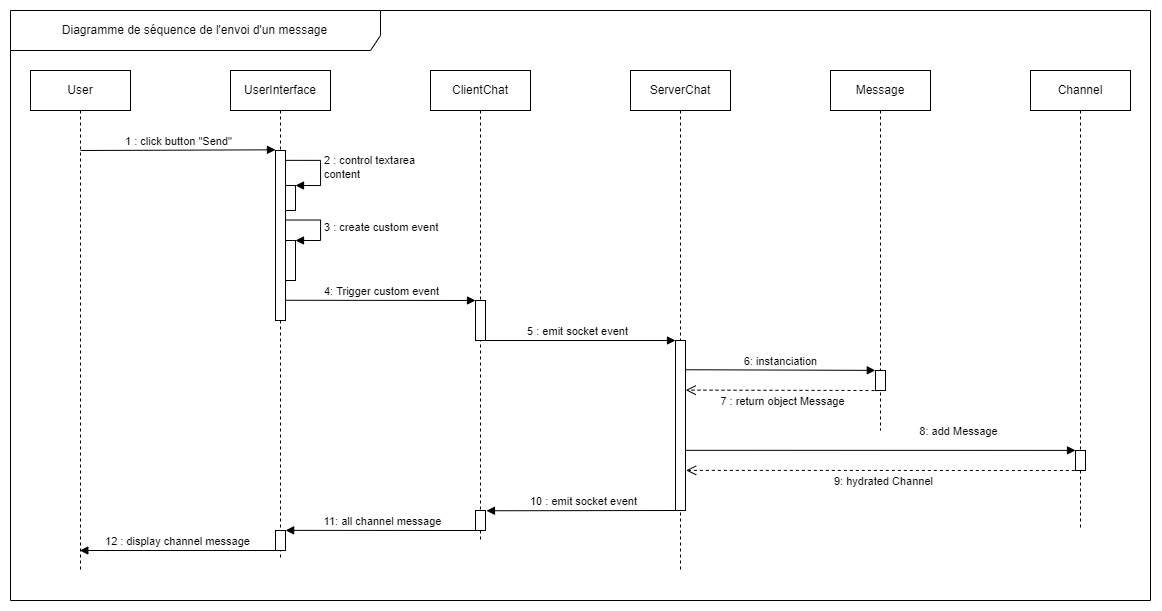 Diagramme de séquence de l'envoi d'un message
User
UserInterface
ClientChat
ServerChat
Message
Channel
1 : click button "Send"
2 : control textarea
content
3 : create custom event
4: Trigger custom event
5 : emit socket event
6: instanciation
7 : return object Message
8: add Message
9: hydrated Channel
10 : emit socket event
11: all channel message
12 : display channel message